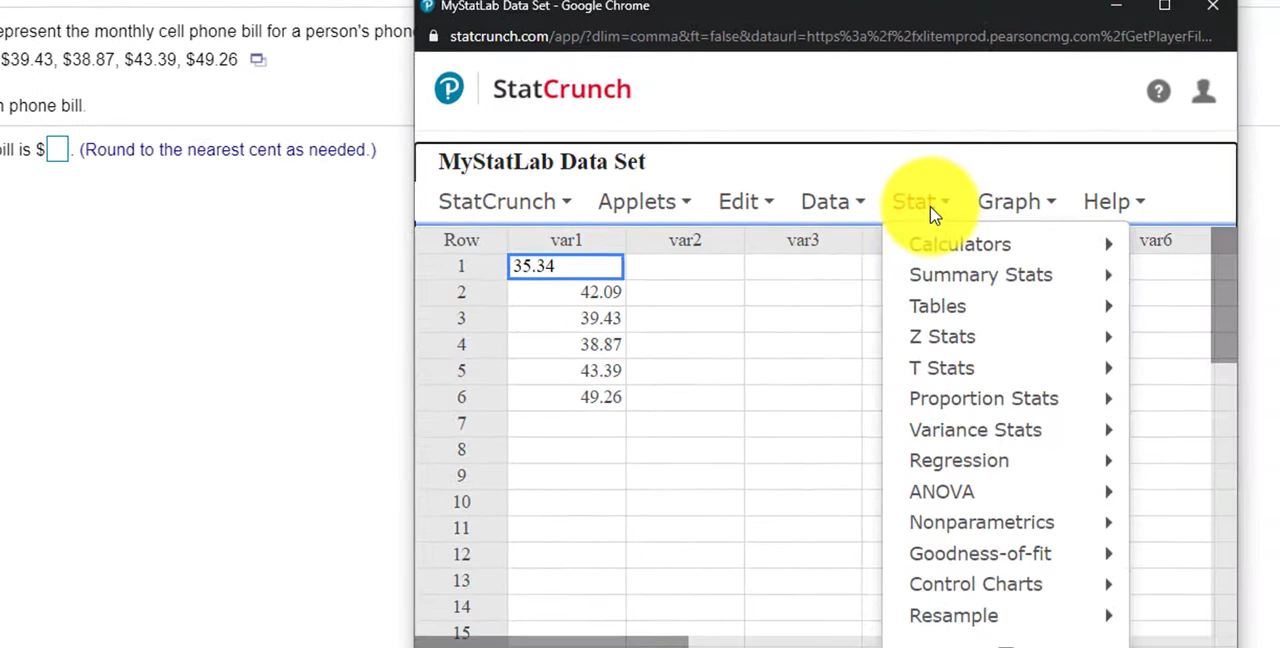 MyStatLab Data Set - Google Chrome
epresent the monthly cell phone bill for a person's phon
statcrunch.com/app/?dlim=comma&ft=false&dataurl=https%3a%2f%2fxlitemprod.pearsoncmg.com%2fGetPlayerFil...
$39.43, $38.87, $43.39, $49.26
P StatCrunch
n phone bill.
ill is $ . (Round to the nearest cent as needed.)
MyStatLab Data Set
StatCrunch Applets Edit Data Stat Graph Help
Row var1 var2 var3 var6
1 35.34
2 42.09
3 39.43
4 38.87
5 43.39
6 49.26
7
8
9
10
11
12
13
14
15
Calculators
Summary Stats
Tables
Z Stats
T Stats
Proportion Stats
Variance Stats
Regression
ANOVA
Nonparametrics
Goodness-of-fit
Control Charts
Resample